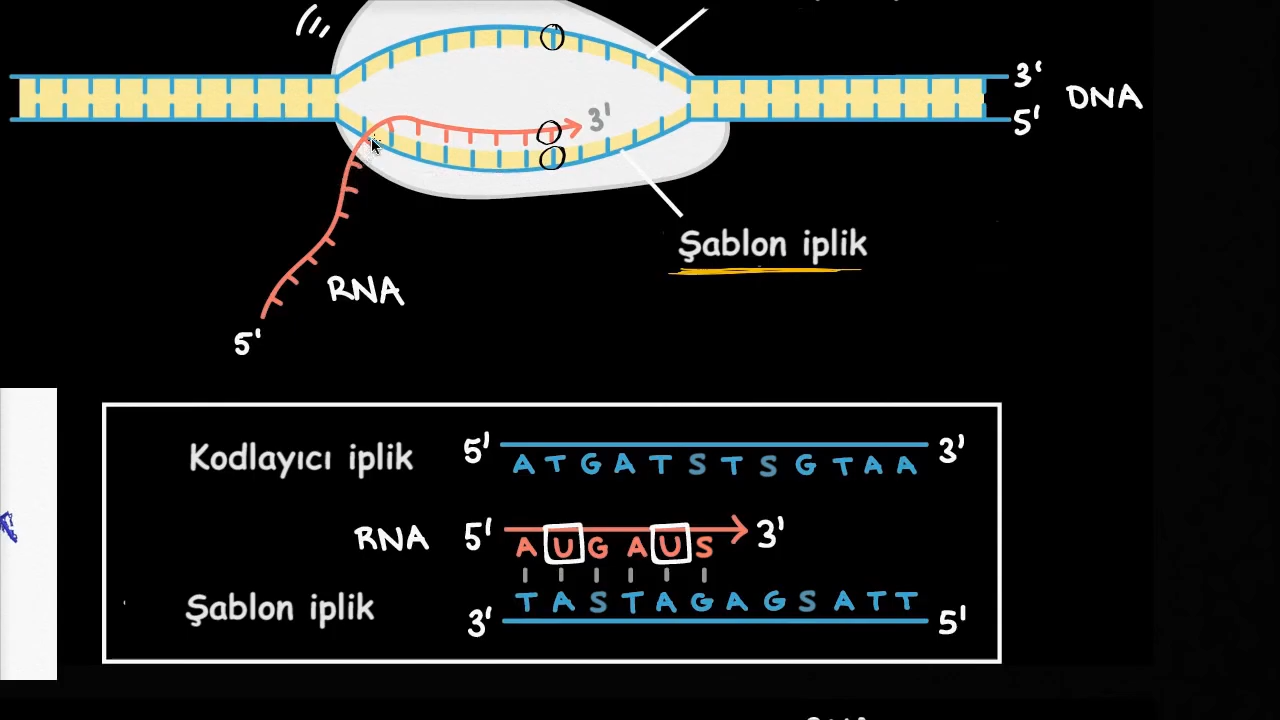 3'
DNA
5'
3'
Şablon iplik
RNA
5'
Kodlayıcı iplik 5' A T G A T S T S G T A A 3'
RNA 5' A U G A U S 3'
Şablon iplik 3' T A S T A G A G S A T T 5'